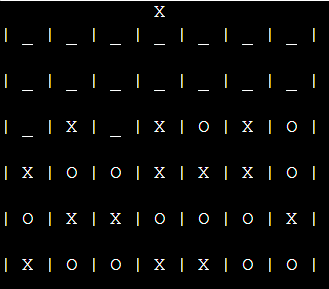 X
| _ | _ | _ | _ | _ | _ | _ |
| _ | _ | _ | _ | _ | _ | _ |
| _ | X | _ | X | O | X | O |
| X | O | O | X | X | X | O |
| O | X | X | O | O | O | X |
| X | O | O | X | X | O | O |